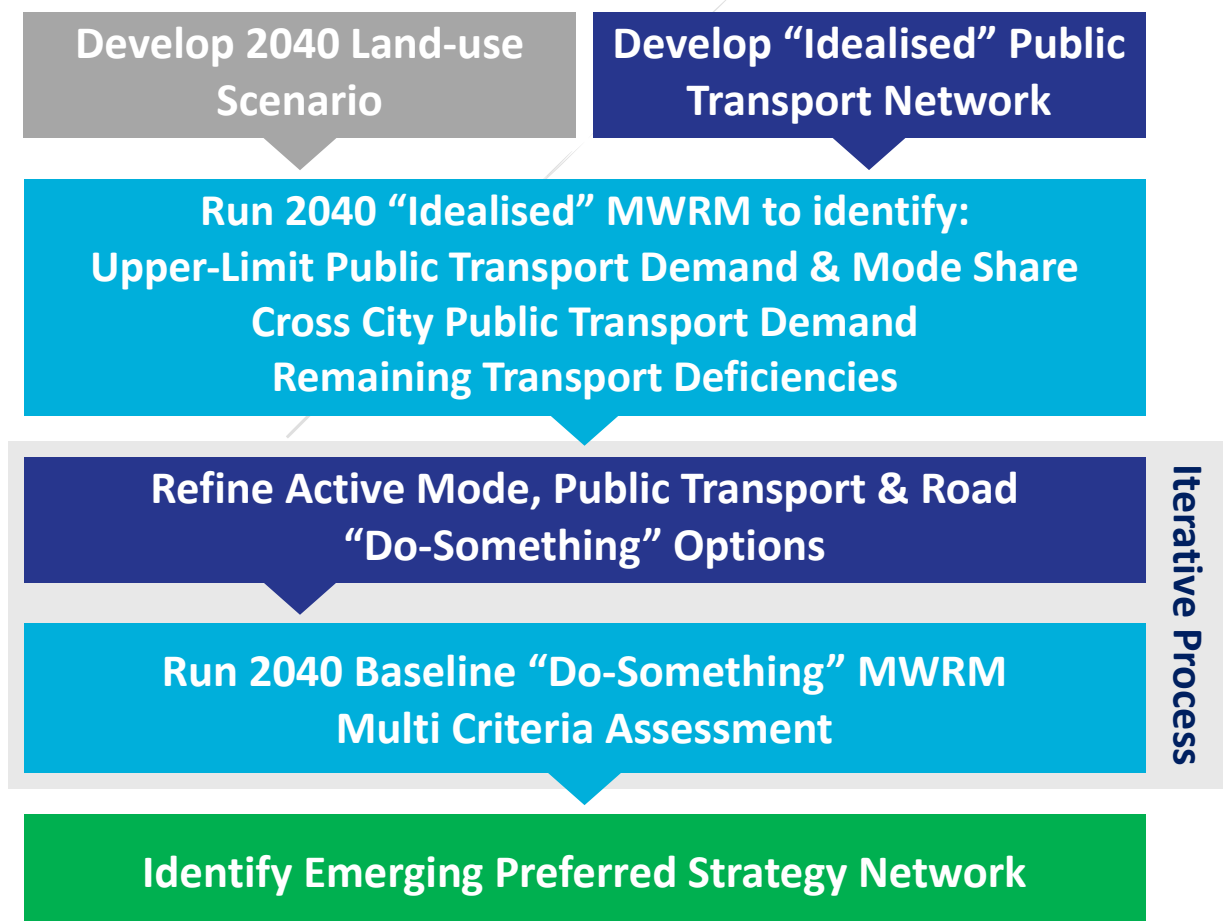 Develop 2040 Land-use
Scenario
Develop “Idealised” Public
Transport Network
Run 2040 “Idealised” MWRM to identify:
Upper-Limit Public Transport Demand & Mode Share
Cross City Public Transport Demand
Remaining Transport Deficiencies
Refine Active Mode, Public Transport & Road
“Do-Something” Options
Run 2040 Baseline “Do-Something” MWRM
Multi Criteria Assessment
Iterative Process
Identify Emerging Preferred Strategy Network